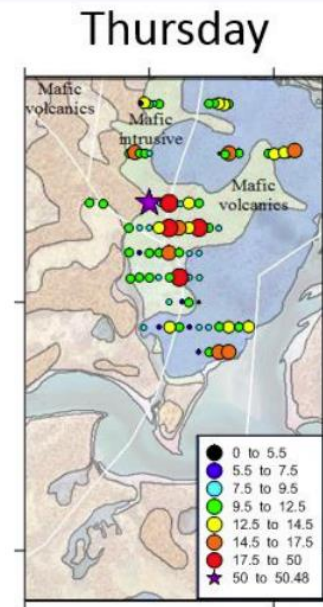 Thursday
Mafic
volcanics
Mafic
intrusive
Mafic
volcanics
0 to 5.5
5.5 to 7.5
7.5 to 9.5
9.5 to 12.5
12.5 to 14.5
14.5 to 17.5
17.5 to 50
50 to 50.48